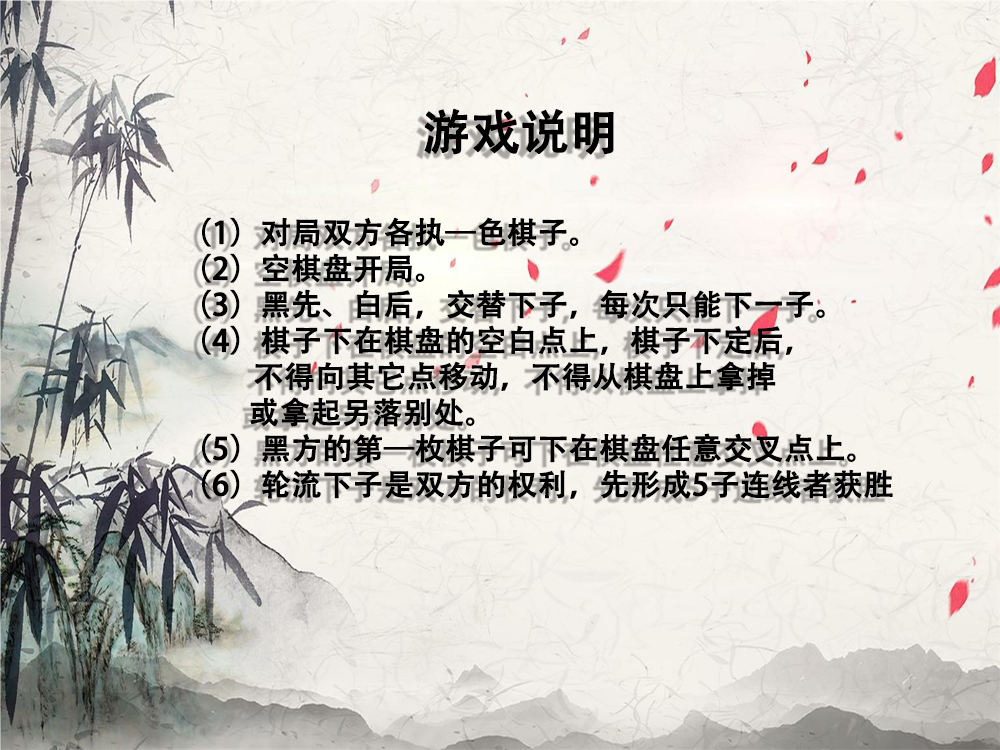 游戏说明
（1）对局双方各执一色棋子。
（2）空棋盘开局。
（3）黑先、白后，交替下子，每次只能下一子。
（4）棋子下在棋盘的空白点上，棋子下定后，
不得向其它点移动，不得从棋盘上拿掉
或拿起另落别处。
（5）黑方的第一枚棋子可下在棋盘任意交叉点上。
（6）轮流下子是双方的权利，先形成5子连线者获胜